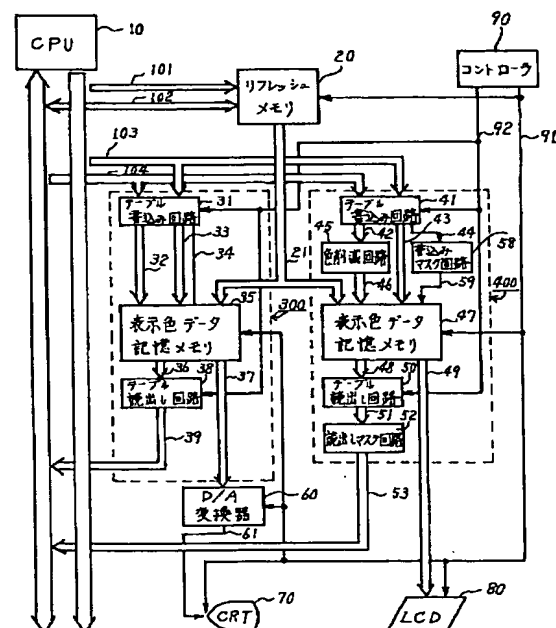 CPU
10
101
102
20
リフレッシュ
メモリ
90
コントローラ
92
91
103
104
テーブル
書込み回路
31
32
33
34
21
テーブル
書込み回路
41
42
43
44
45
色削減回路
46
書込み
マスク回路
58
59
400
300
35
表示色データ
記憶メモリ
36
37
47
表示色データ
記憶メモリ
48
49
テーブル
読出し回路
38
39
テーブル
読出し回路
50
51
読出しマスク回路
52
53
D/A
変換器
60
61
70
CRT
80
LCD